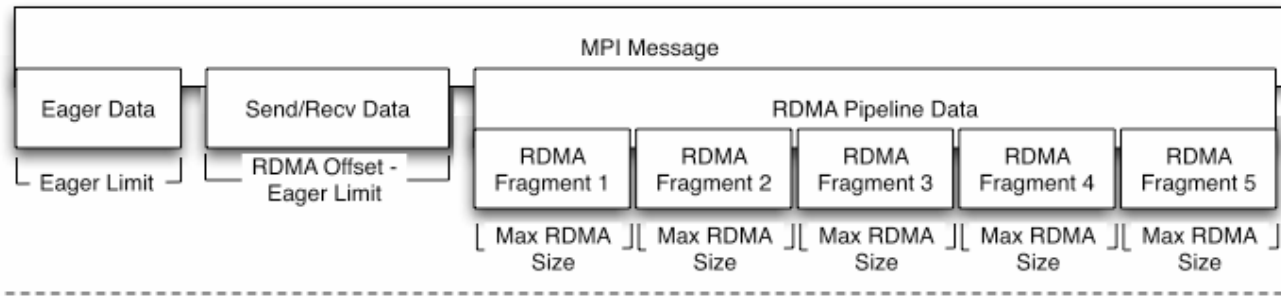 MPI Message
Eager Data
Send/Recv Data
RDMA Pipeline Data
RDMA
Fragment 1
RDMA
Fragment 2
RDMA
Fragment 3
RDMA
Fragment 4
RDMA
Fragment 5
Eager Limit
RDMA Offset -
Eager Limit
Max RDMA
Size
Max RDMA
Size
Max RDMA
Size
Max RDMA
Size
Max RDMA
Size